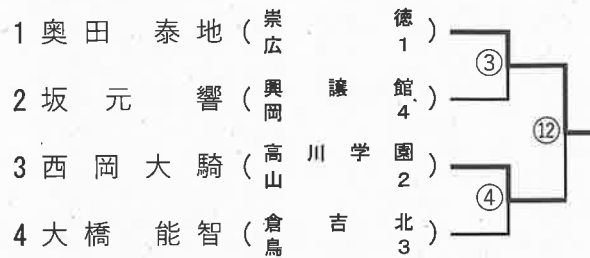 1 奥田 泰地 (崇徳 広1)
③
2 坂元 響 (興譲館 岡4)
⑫
3 西岡大騎 (高川学園 山2)
④
4 大橋 能智 (倉吉北 鳥3)